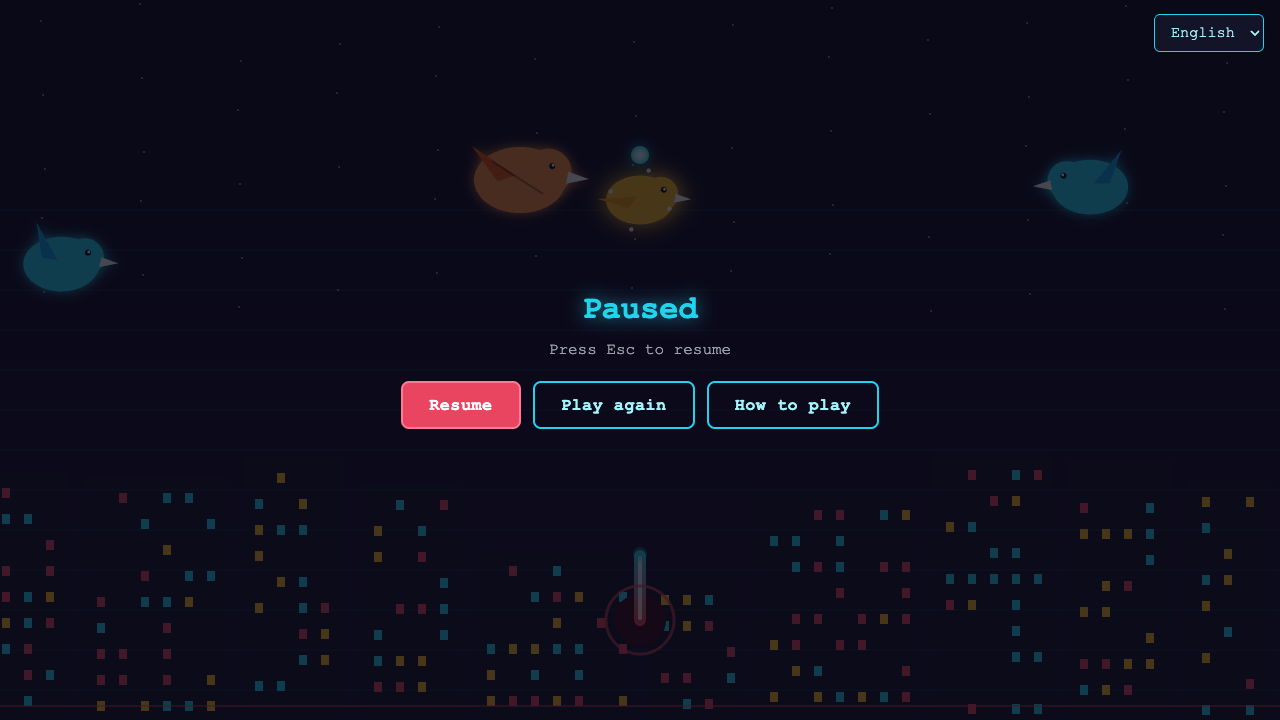 English
Paused
Press Esc to resume
Resume
Play again
How to play